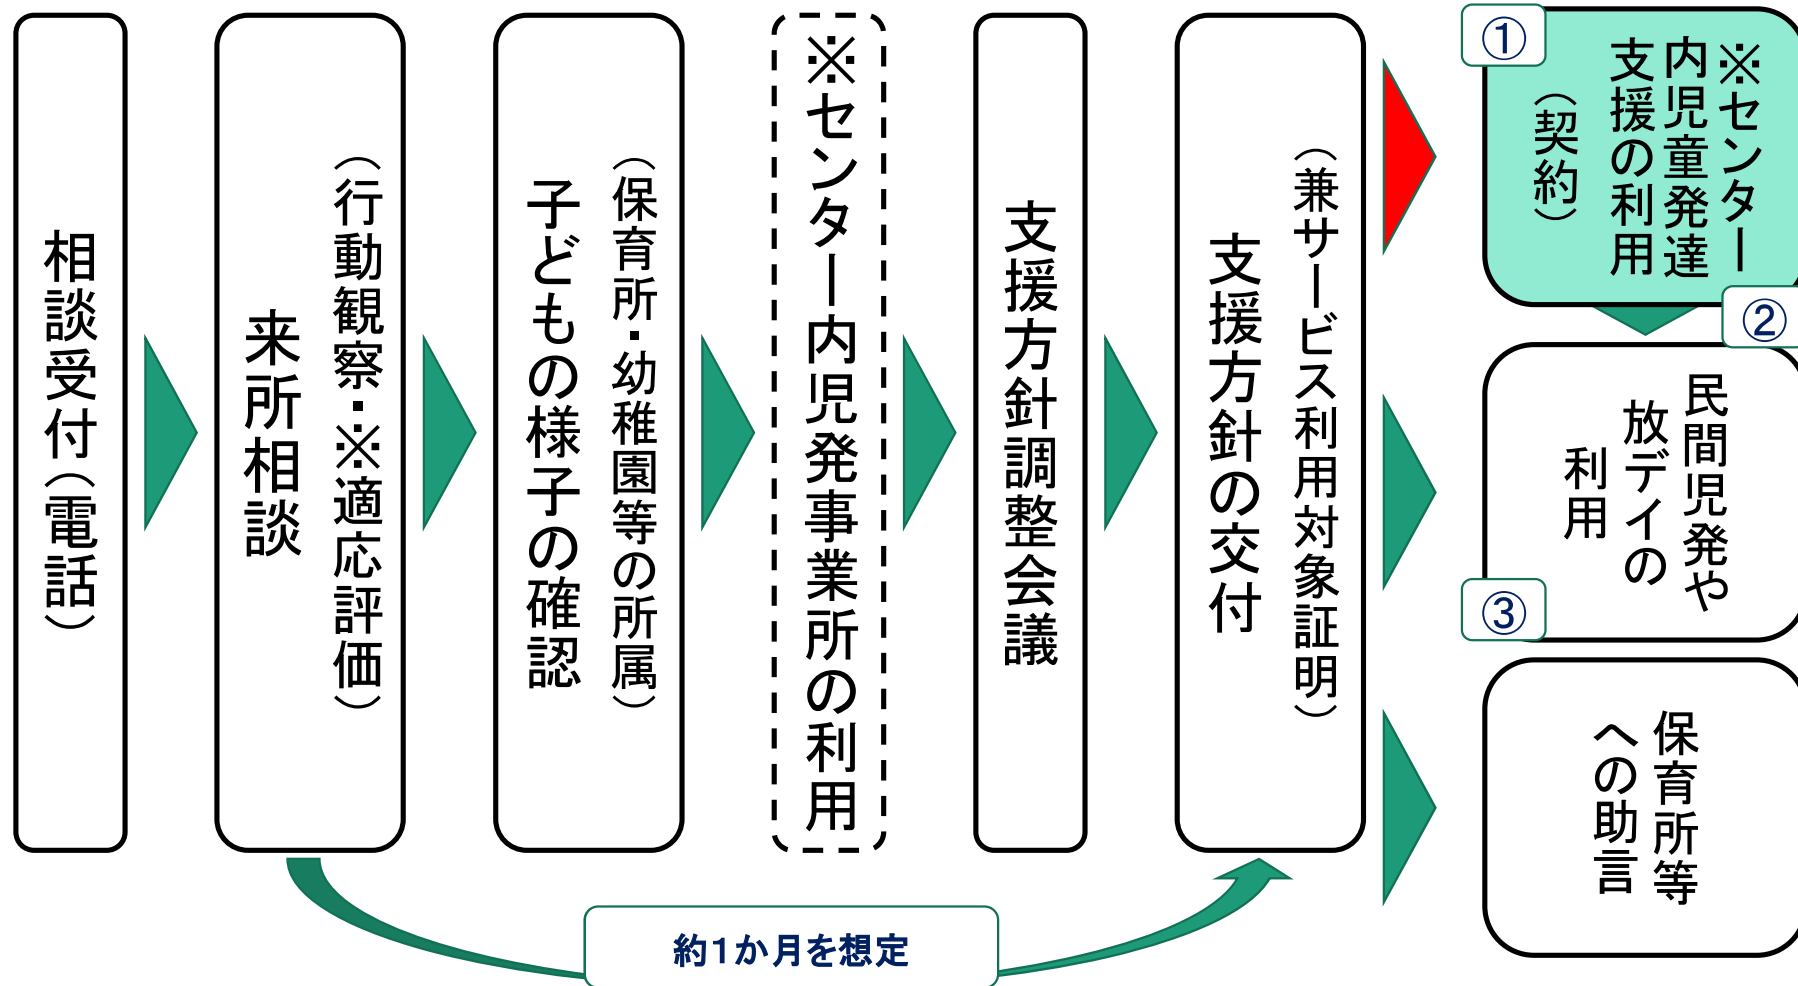 相談受付（電話）
来所相談
（行動観察・※適応評価）
子どもの様子の確認
（保育所・幼稚園等の所属）
※センター内児発事業所の利用
支援方針調整会議
支援方針の交付
（兼サービス利用対象証明）
①
※センター
内児童発達
支援の利用
（契約）
②
民間児発や
放デイの
利用
③
保育所等
への助言
約1か月を想定